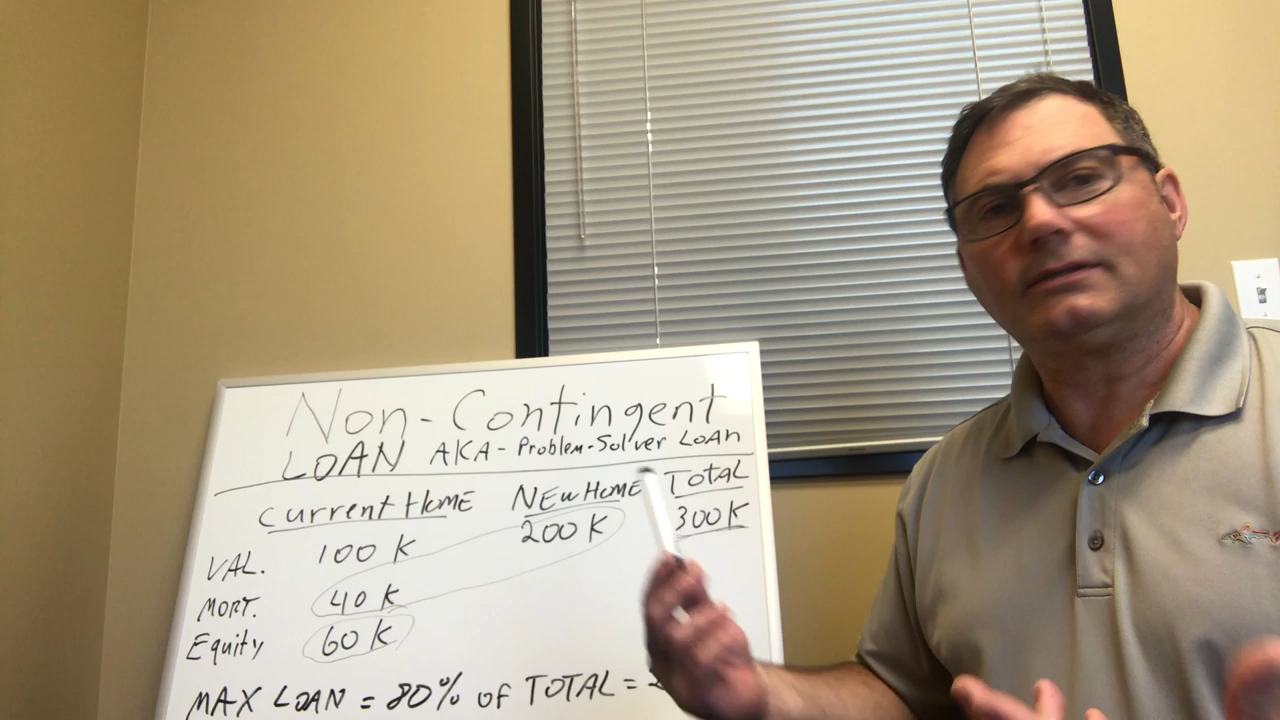 Non-Contingent
LOAN AKA - Problem-Solver LOAN
Current Home NEW Home TOTAL
VAL. 100 K 200 K 300K
MORT. 40 K
Equity 60 K
MAX LOAN = 80% OF TOTAL =